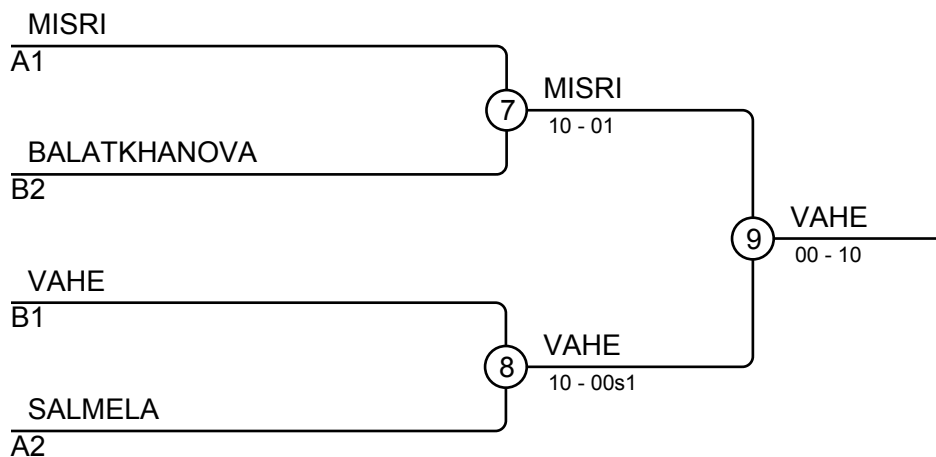 MISRI
A1
7
MISRI
10 - 01
BALATKHANOVA
B2
9
VAHE
00 - 10
VAHE
B1
8
VAHE
10 - 00s1
SALMELA
A2